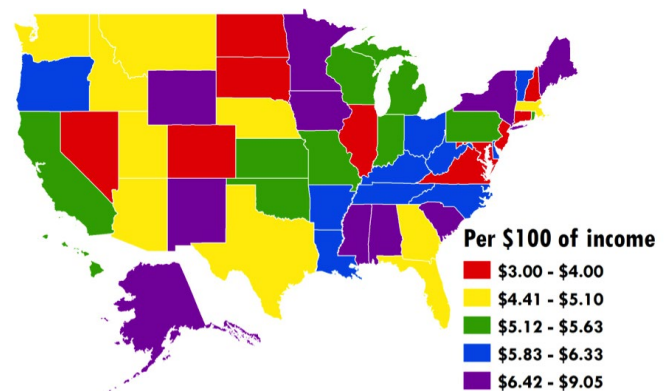 Per $100 of income
$3.00 - $4.00
$4.41 - $5.10
$5.12 - $5.63
$5.83 - $6.33
$6.42 - $9.05